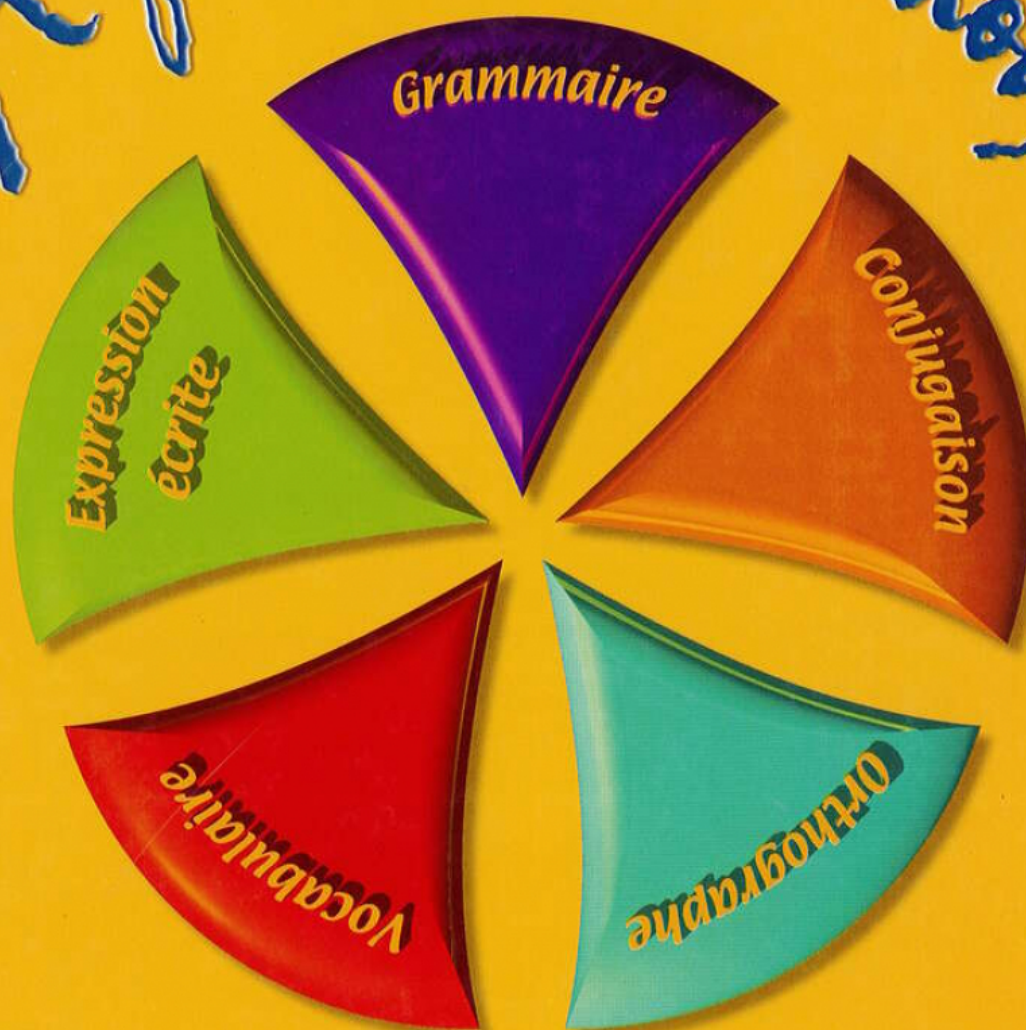 Grammaire
Conjugaison
Orthographe
Vocabulaire
Expression
écrite